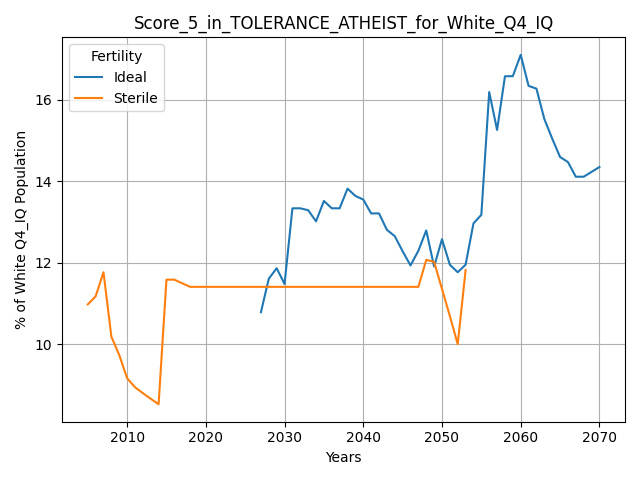 Score_5_in_TOLERANCE_ATHEIST_for_White_Q4_IQ
Fertility
Ideal
Sterile
% of White Q4_IQ Population
16
14
12
10
2010 2020 2030 2040 2050 2060 2070
Years